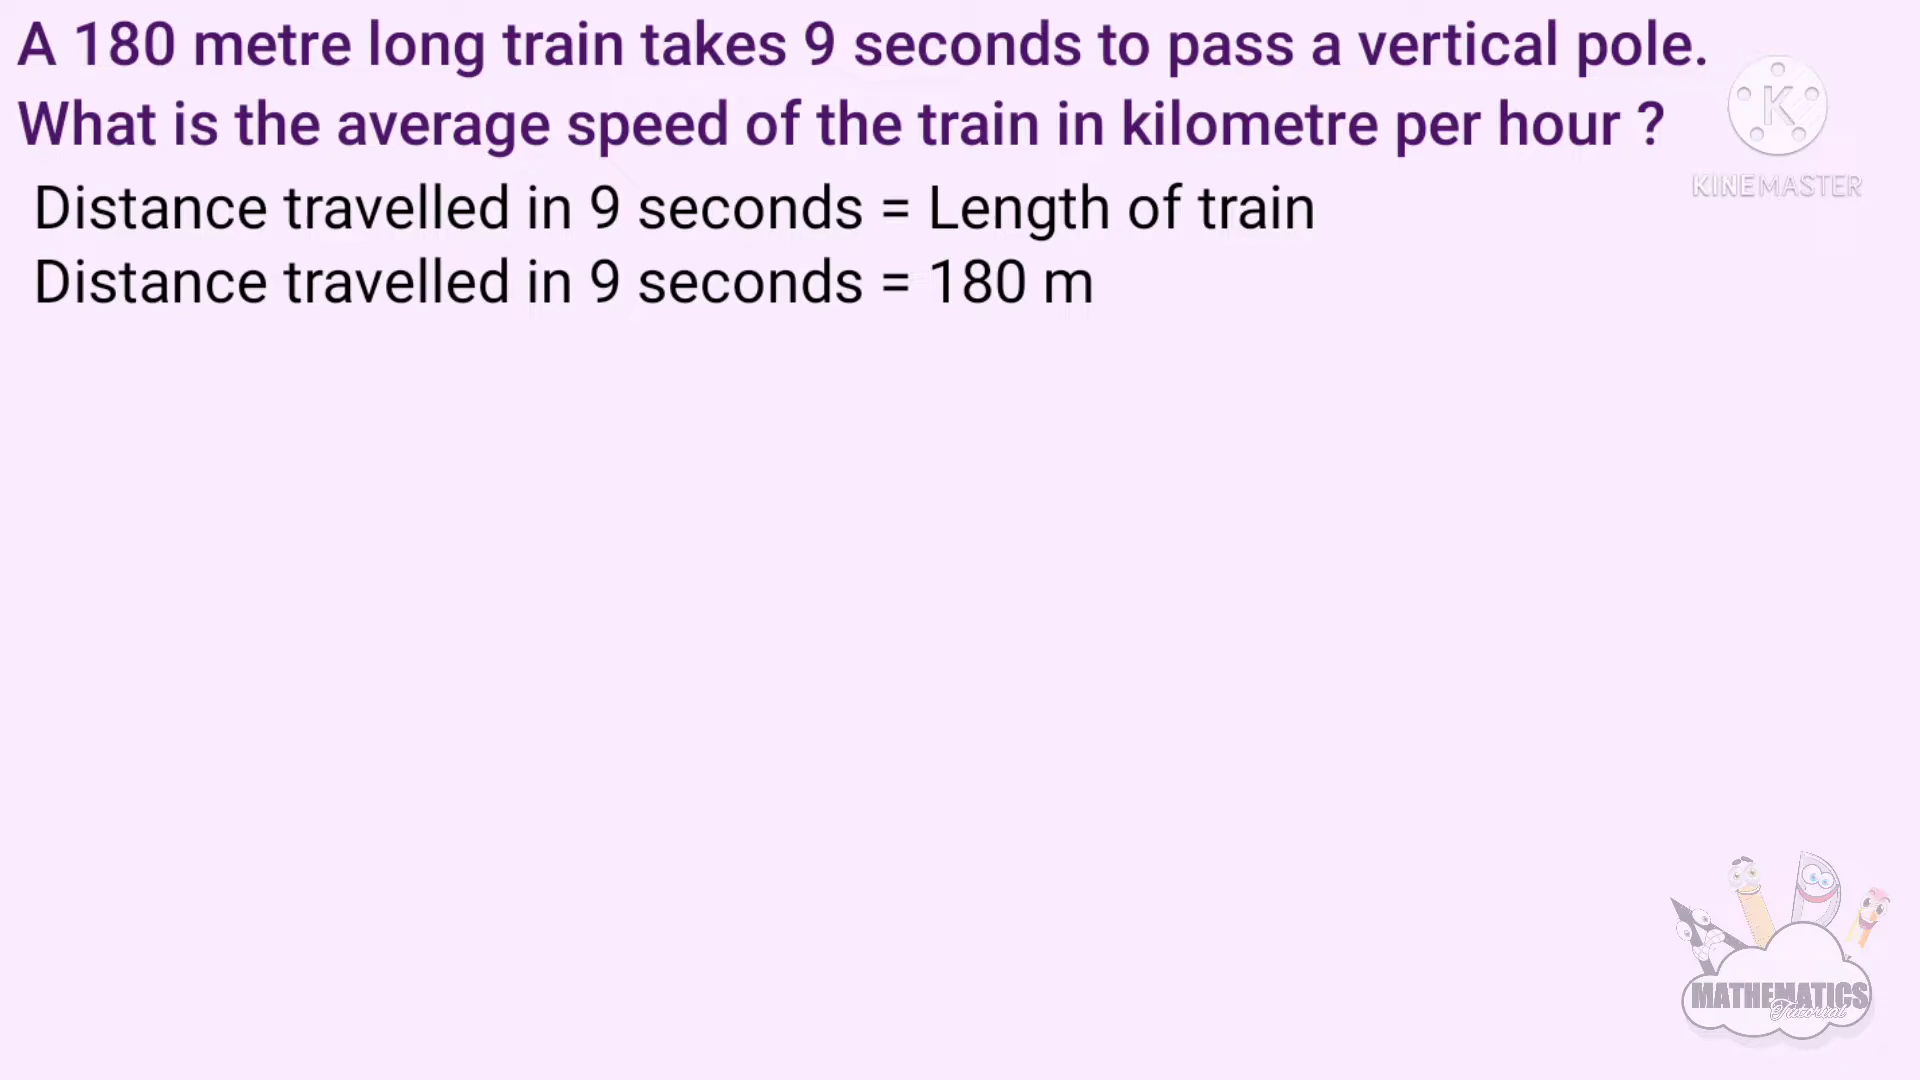 A 180 metre long train takes 9 seconds to pass a vertical pole.
What is the average speed of the train in kilometre per hour ?
K
KINEMASTER
Distance travelled in 9 seconds = Length of train
Distance travelled in 9 seconds = 180 m
MATHEMATICS
Tutorial